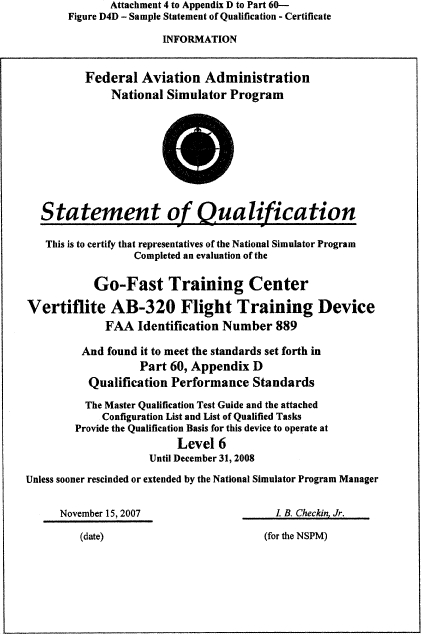 Attachment 4 to Appendix D to Part 60—
Figure D4D – Sample Statement of Qualification - Certificate
INFORMATION
Federal Aviation Administration
National Simulator Program
Statement of Qualification
This is to certify that representatives of the National Simulator Program
Completed an evaluation of the
Go-Fast Training Center
Vertiflite AB-320 Flight Training Device
FAA Identification Number 889
And found it to meet the standards set forth in
Part 60, Appendix D
Qualification Performance Standards
The Master Qualification Test Guide and the attached
Configuration List and List of Qualified Tasks
Provide the Qualification Basis for this device to operate at
Level 6
Until December 31, 2008
Unless sooner rescinded or extended by the National Simulator Program Manager
November 15, 2007 I. B. Checkin, Jr.
(date) (for the NSPM)